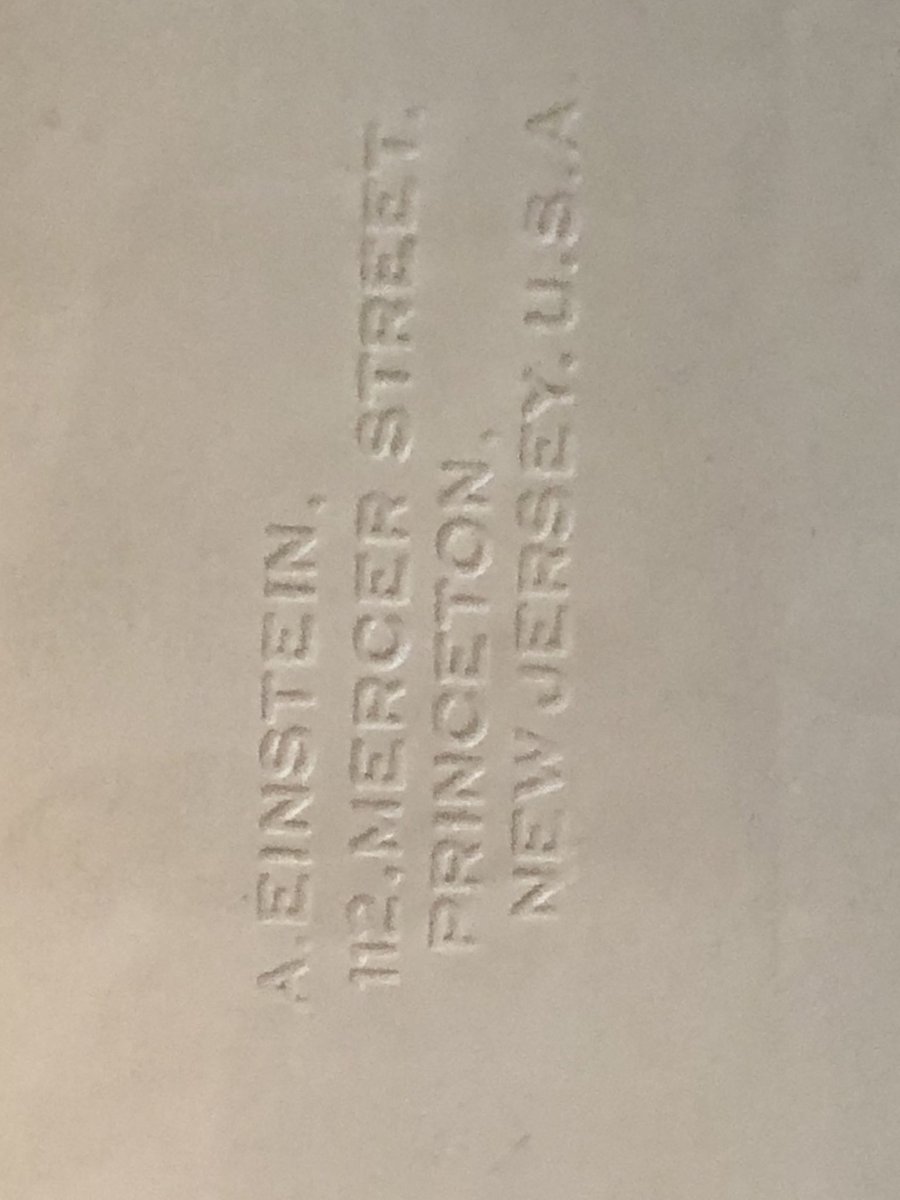 A.EINSTEIN,
112.MERCER STREET.
PRINCETON,
NEW JERSEY. U.S.A